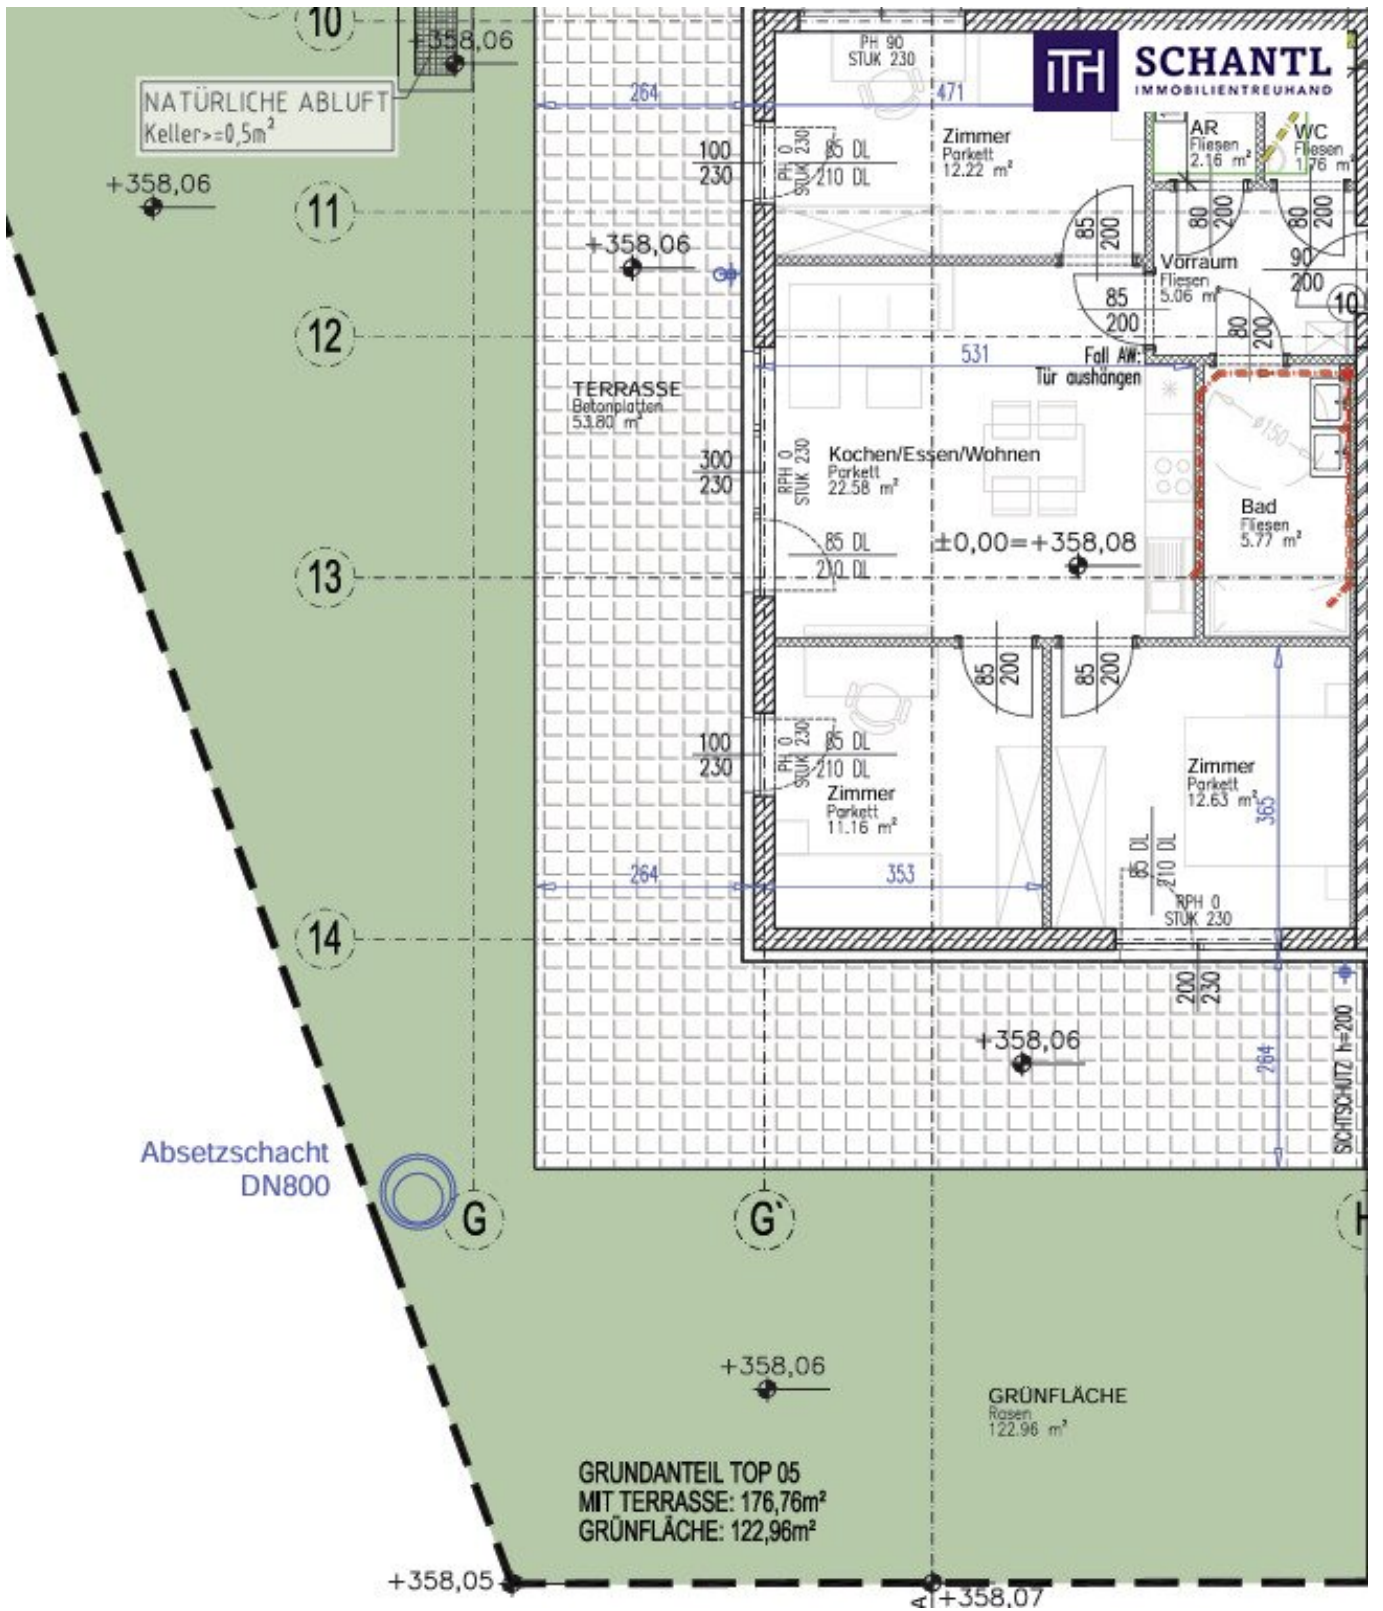 10
+358,06
PH 90
STUK 230
iTH SCHANTL
IMMOBILIENTREUHAND
NATÜRLICHE ABLUFT
Keller>=0,5m²
264
471
AR
Fliesen
2.16 m²
WC
Fliesen
1.76 m²
Zimmer
Parkett
12.22 m²
100
230
PH 0
STUK 230
85 DL
210 DL
+358,06
11
+358,06
85
200
80
200
80
200
Vorraum
Fliesen
5.06 m²
90
200
10
85
200
80
200
12
531
Fall AW:
Tür aushängen
TERRASSE
Betonplatten
53.80 m²
ø150
300
230
RPH 0
STUK 230
Kochen/Essen/Wohnen
Parkett
22.58 m²
Bad
Fliesen
5.77 m²
85 DL
210 DL
±0,00=+358,08
13
85
200
85
200
100
230
PH 0
STUK 230
85 DL
210 DL
Zimmer
Parkett
11.16 m²
Zimmer
Parkett
12.63 m²
365
85 DL
210 DL
264
353
RPH 0
STUK 230
14
200
230
+358,06
264
SICHTSCHUTZ h=200
Absetzschacht
DN800
G
G`
H
+358,06
GRÜNFLÄCHE
Rasen
122.96 m²
GRUNDANTEIL TOP 05
MIT TERRASSE: 176,76m²
GRÜNFLÄCHE: 122,96m²
+358,05
A
+358,07